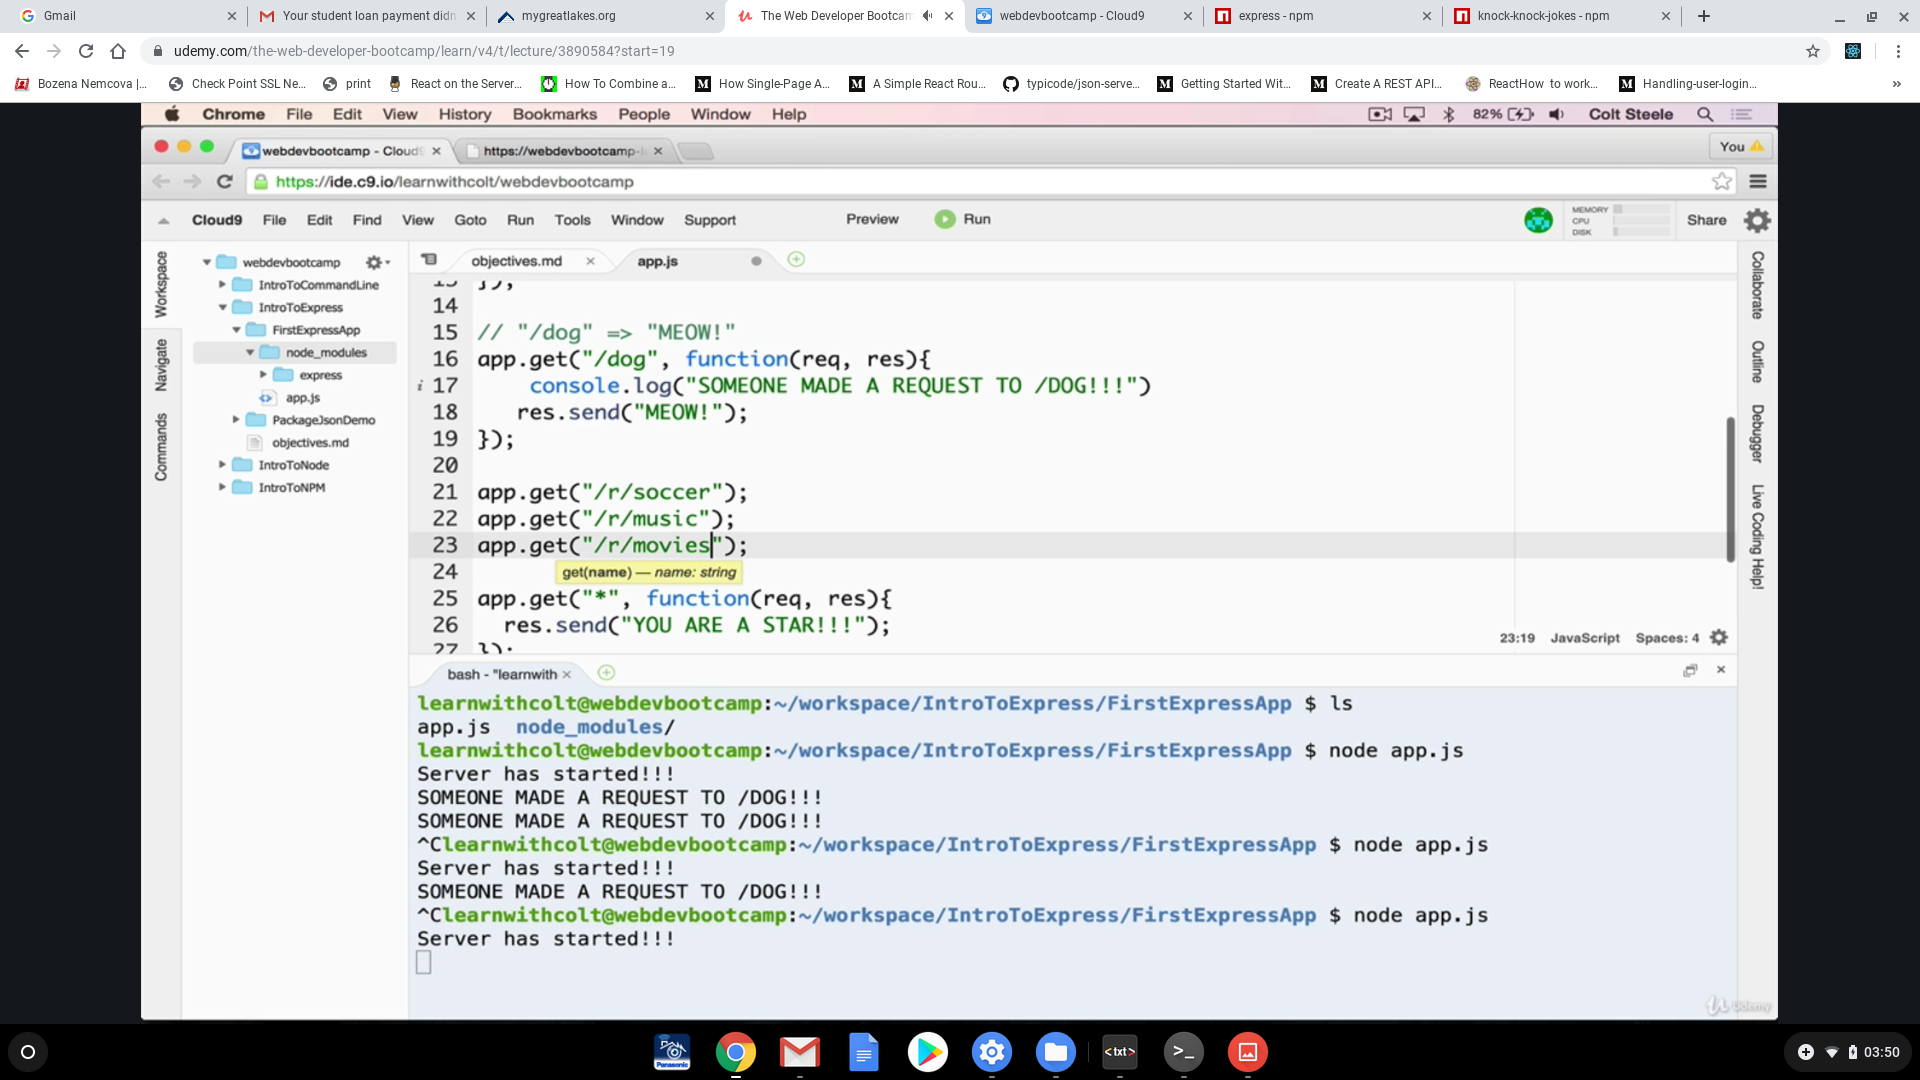 Gmail
Your student loan payment didn
mygreatlakes.org
The Web Developer Bootcam
webdevbootcamp - Cloud9
express - npm
knock-knock-jokes - npm
udemy.com/the-web-developer-bootcamp/learn/v4/t/lecture/3890584?start=19
Bozena Nemcova |...
Check Point SSL Ne...
print
React on the Server...
How To Combine a...
How Single-Page A...
A Simple React Rou...
typicode/json-serve...
Getting Started Wit...
Create A REST API...
ReactHow to work...
Handling-user-login...
»
Chrome File Edit View History Bookmarks People Window Help
82%
Colt Steele
webdevbootcamp - Cloud9
https://webdevbootcamp-l
You
https://ide.c9.io/learnwithcolt/webdevbootcamp
Cloud9 File Edit Find View Goto Run Tools Window Support
Preview
Run
MEMORY
CPU
DISK
Share
Workspace
Navigate
Commands
webdevbootcamp
IntroToCommandLine
IntroToExpress
FirstExpressApp
node_modules
express
app.js
PackageJsonDemo
objectives.md
IntroToNode
IntroToNPM
objectives.md
app.js
13 });
14
15 // "/dog" => "MEOW!"
16 app.get("/dog", function(req, res){
i 17 console.log("SOMEONE MADE A REQUEST TO /DOG!!!")
18 res.send("MEOW!");
19 });
20
21 app.get("/r/soccer");
22 app.get("/r/music");
23 app.get("/r/movies");
24
get(name) — name: string
25 app.get("*", function(req, res){
26 res.send("YOU ARE A STAR!!!");
27 });
23:19 JavaScript Spaces: 4
Collaborate
Outline
Debugger
Live Coding Help!
bash - "learnwith
learnwithcolt@webdevbootcamp:~/workspace/IntroToExpress/FirstExpressApp $ ls
app.js node_modules/
learnwithcolt@webdevbootcamp:~/workspace/IntroToExpress/FirstExpressApp $ node app.js
Server has started!!!
SOMEONE MADE A REQUEST TO /DOG!!!
SOMEONE MADE A REQUEST TO /DOG!!!
^Clearnwithcolt@webdevbootcamp:~/workspace/IntroToExpress/FirstExpressApp $ node app.js
Server has started!!!
SOMEONE MADE A REQUEST TO /DOG!!!
^Clearnwithcolt@webdevbootcamp:~/workspace/IntroToExpress/FirstExpressApp $ node app.js
Server has started!!!
Udemy
Panasonic
<txt>
>_
03:50